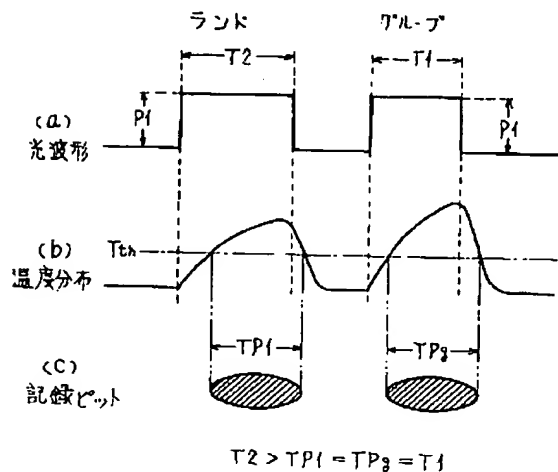 ランド
グルーブ
T2
T1
P1
P1
(a)
光波形
(b)
温度分布
Tth
(c)
記録ピット
TP1
TPg
T2 > TP1 = TPg = T1